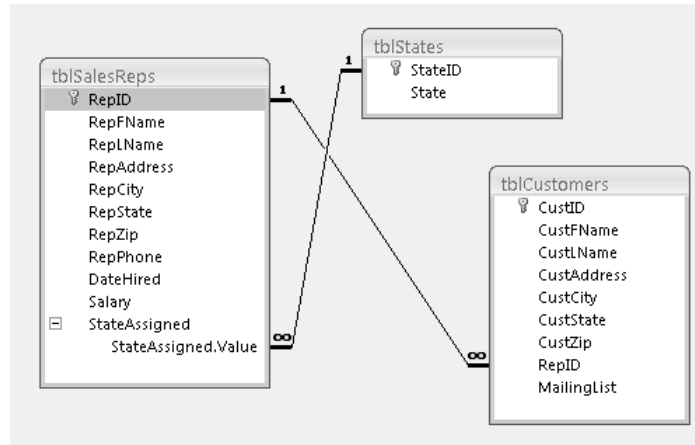 tblSalesReps
RepID
RepFName
RepLName
RepAddress
RepCity
RepState
RepZip
RepPhone
DateHired
Salary
StateAssigned
StateAssigned.Value
1
∞
1
∞
tblStates
StateID
State
tblCustomers
CustID
CustFName
CustLName
CustAddress
CustCity
CustState
CustZip
RepID
MailingList